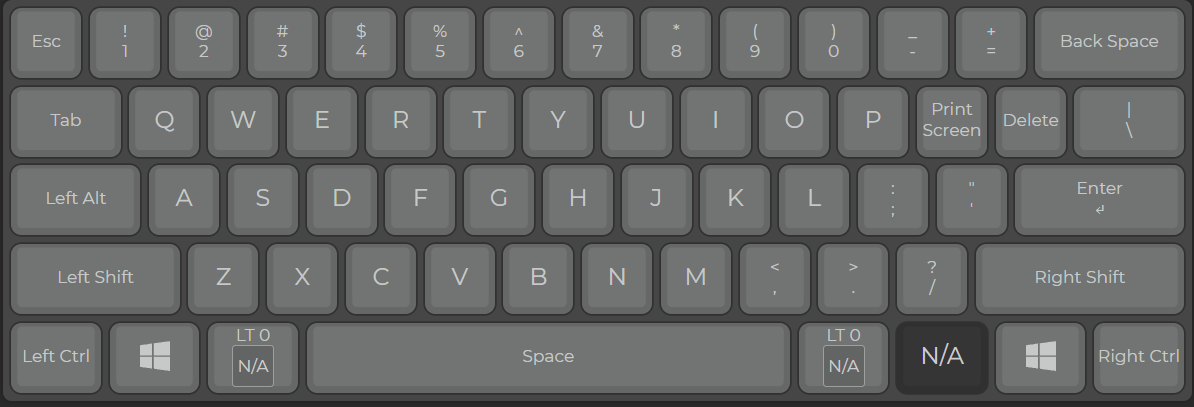 Esc
!
1
@
2
#
3
$
4
%
5
^
6
&
7
*
8
(
9
)
0
_
-
+
=
Back Space
Tab
Q
W
E
R
T
Y
U
I
O
P
Print
Screen
Delete
|
\
Left Alt
A
S
D
F
G
H
J
K
L
:
;
"
'
Enter
↵
Left Shift
Z
X
C
V
B
N
M
<
,
>
.
?
/
Right Shift
Left Ctrl
LT 0
N/A
Space
LT 0
N/A
N/A
Right Ctrl